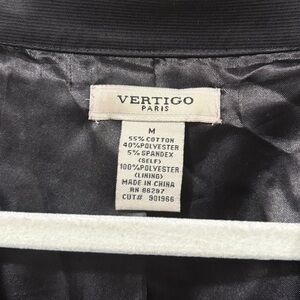 VERTIGO
PARIS
M
55% COTTON
40% POLYESTER
5% SPANDEX
(SELF)
100% POLYESTER
(LINING)
MADE IN CHINA
RN 86297
CUT# 901966